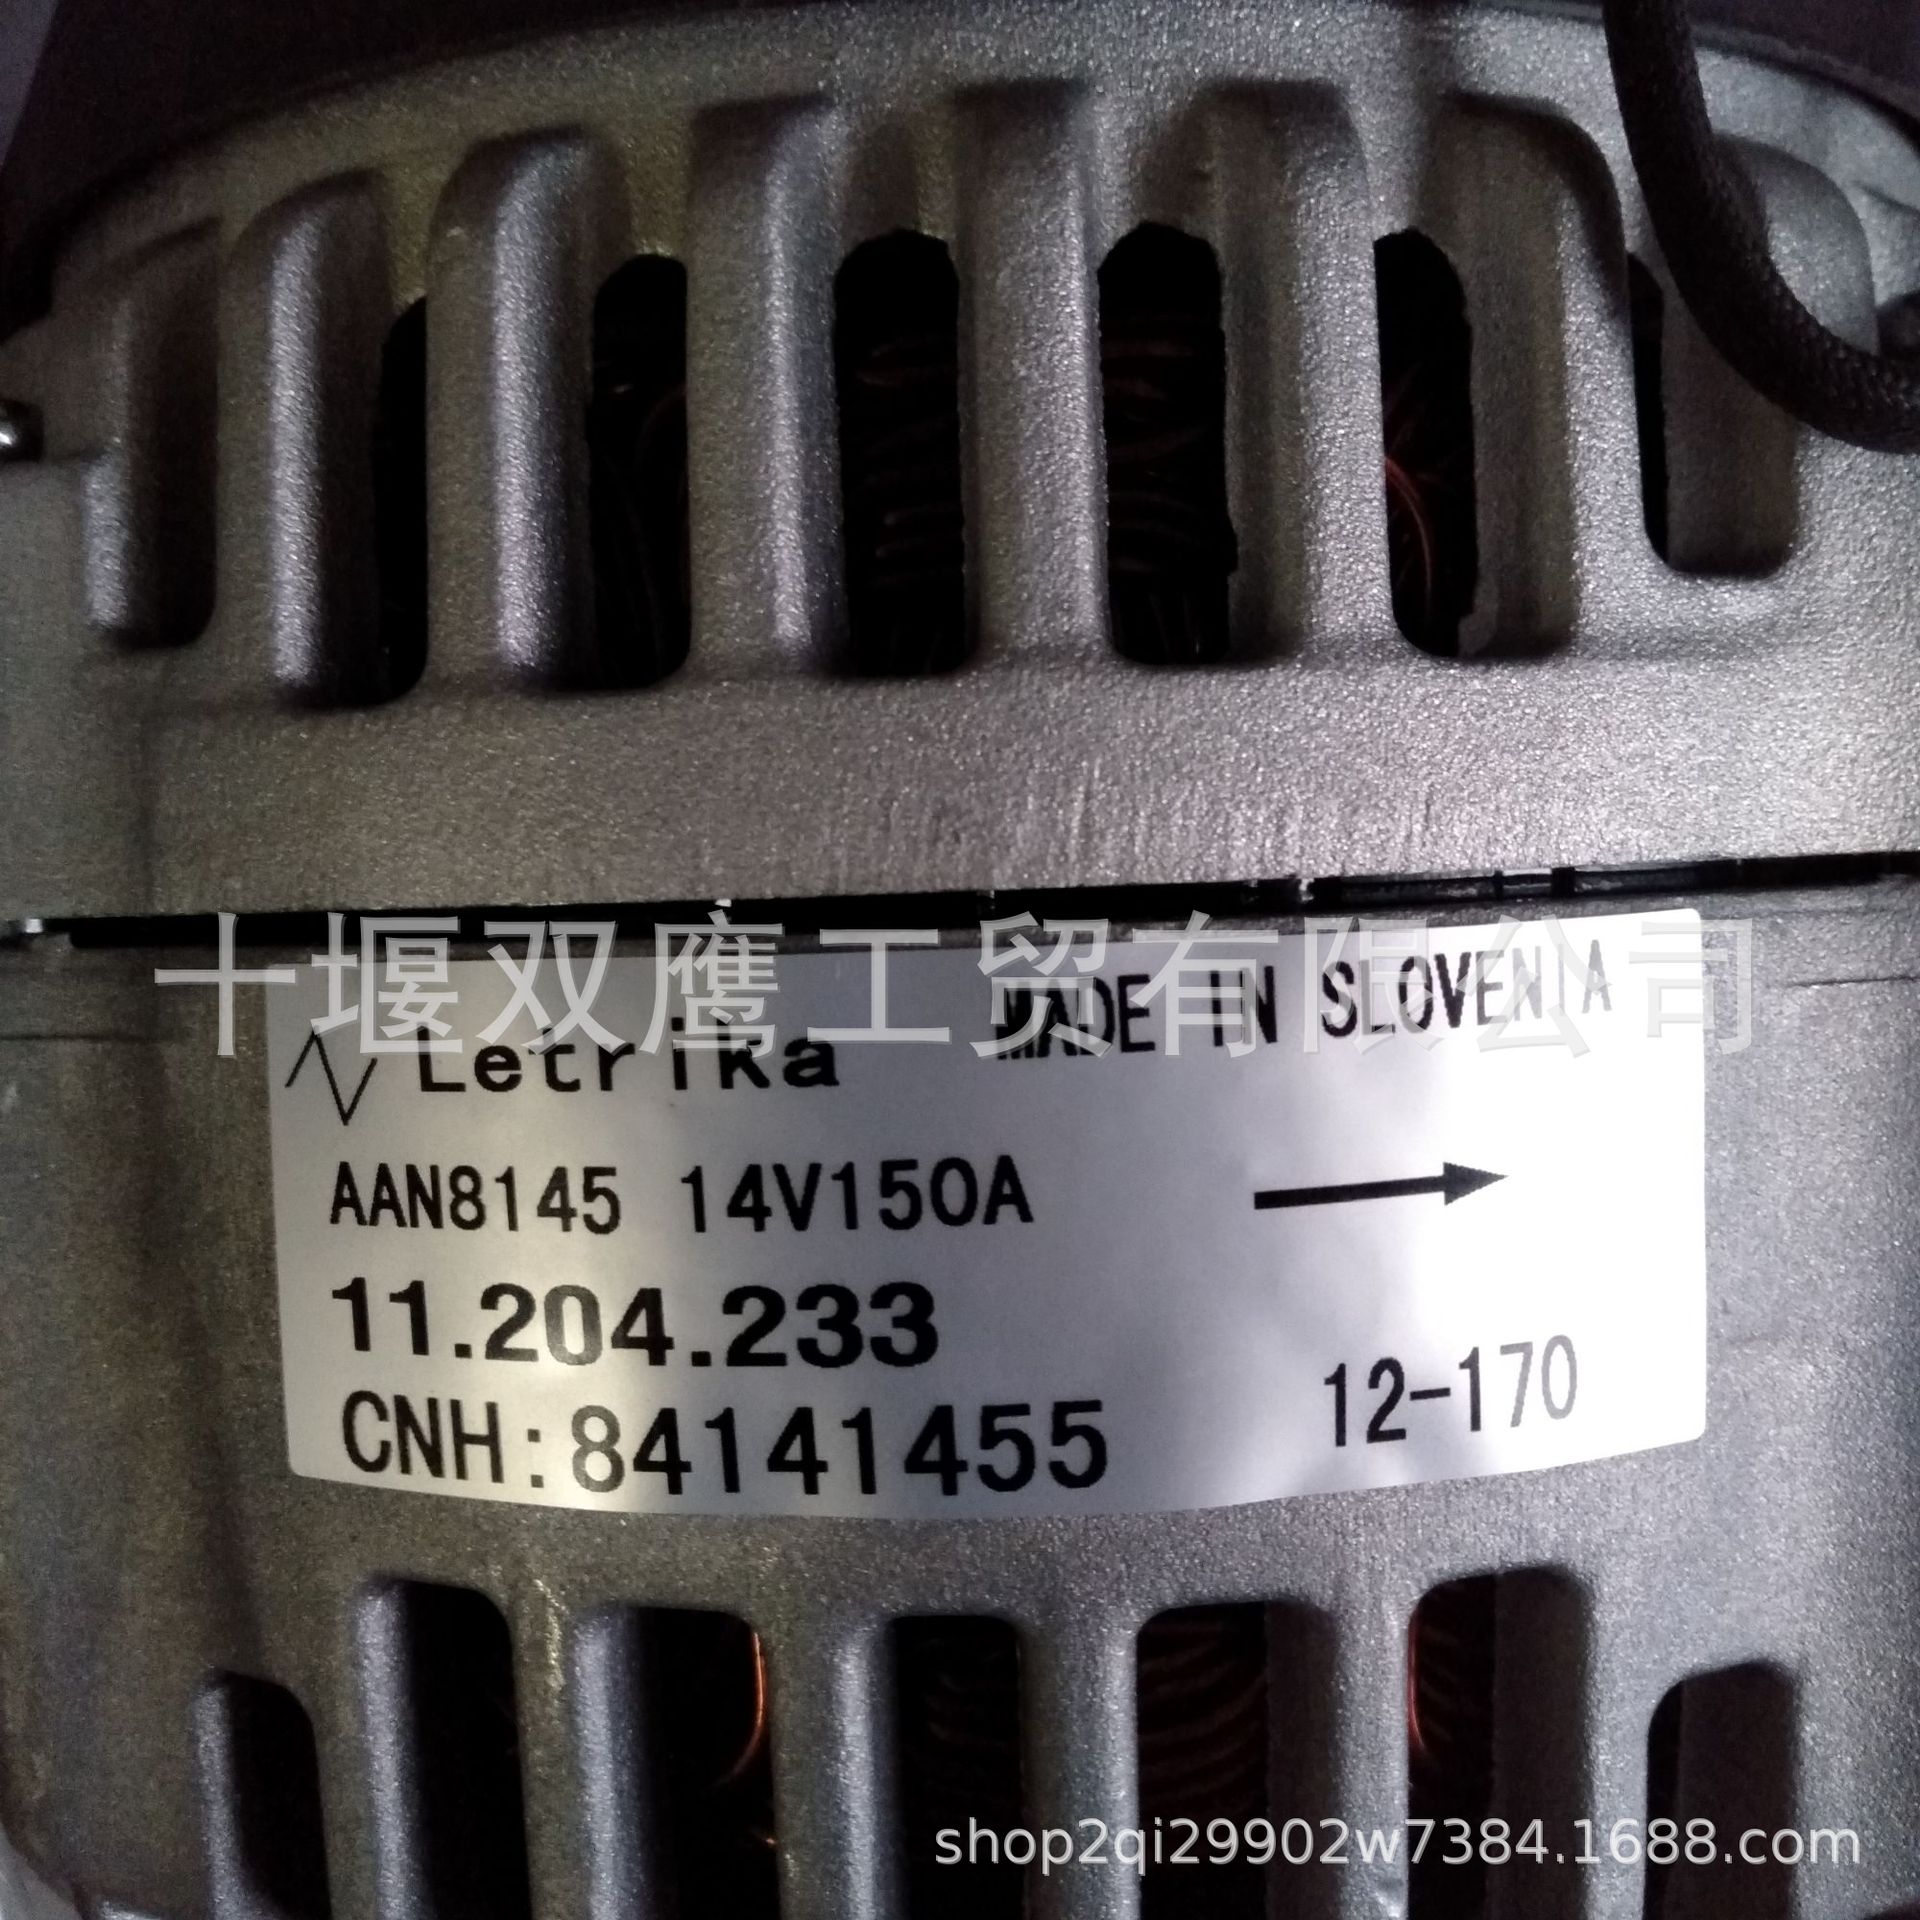 十堰双鹰工贸有限公司
Letrika MADE IN SLOVENIA
AAN8145 14V150A
11.204.233
CNH:84141455 12-170
shop2qi29902w7384.1688.com